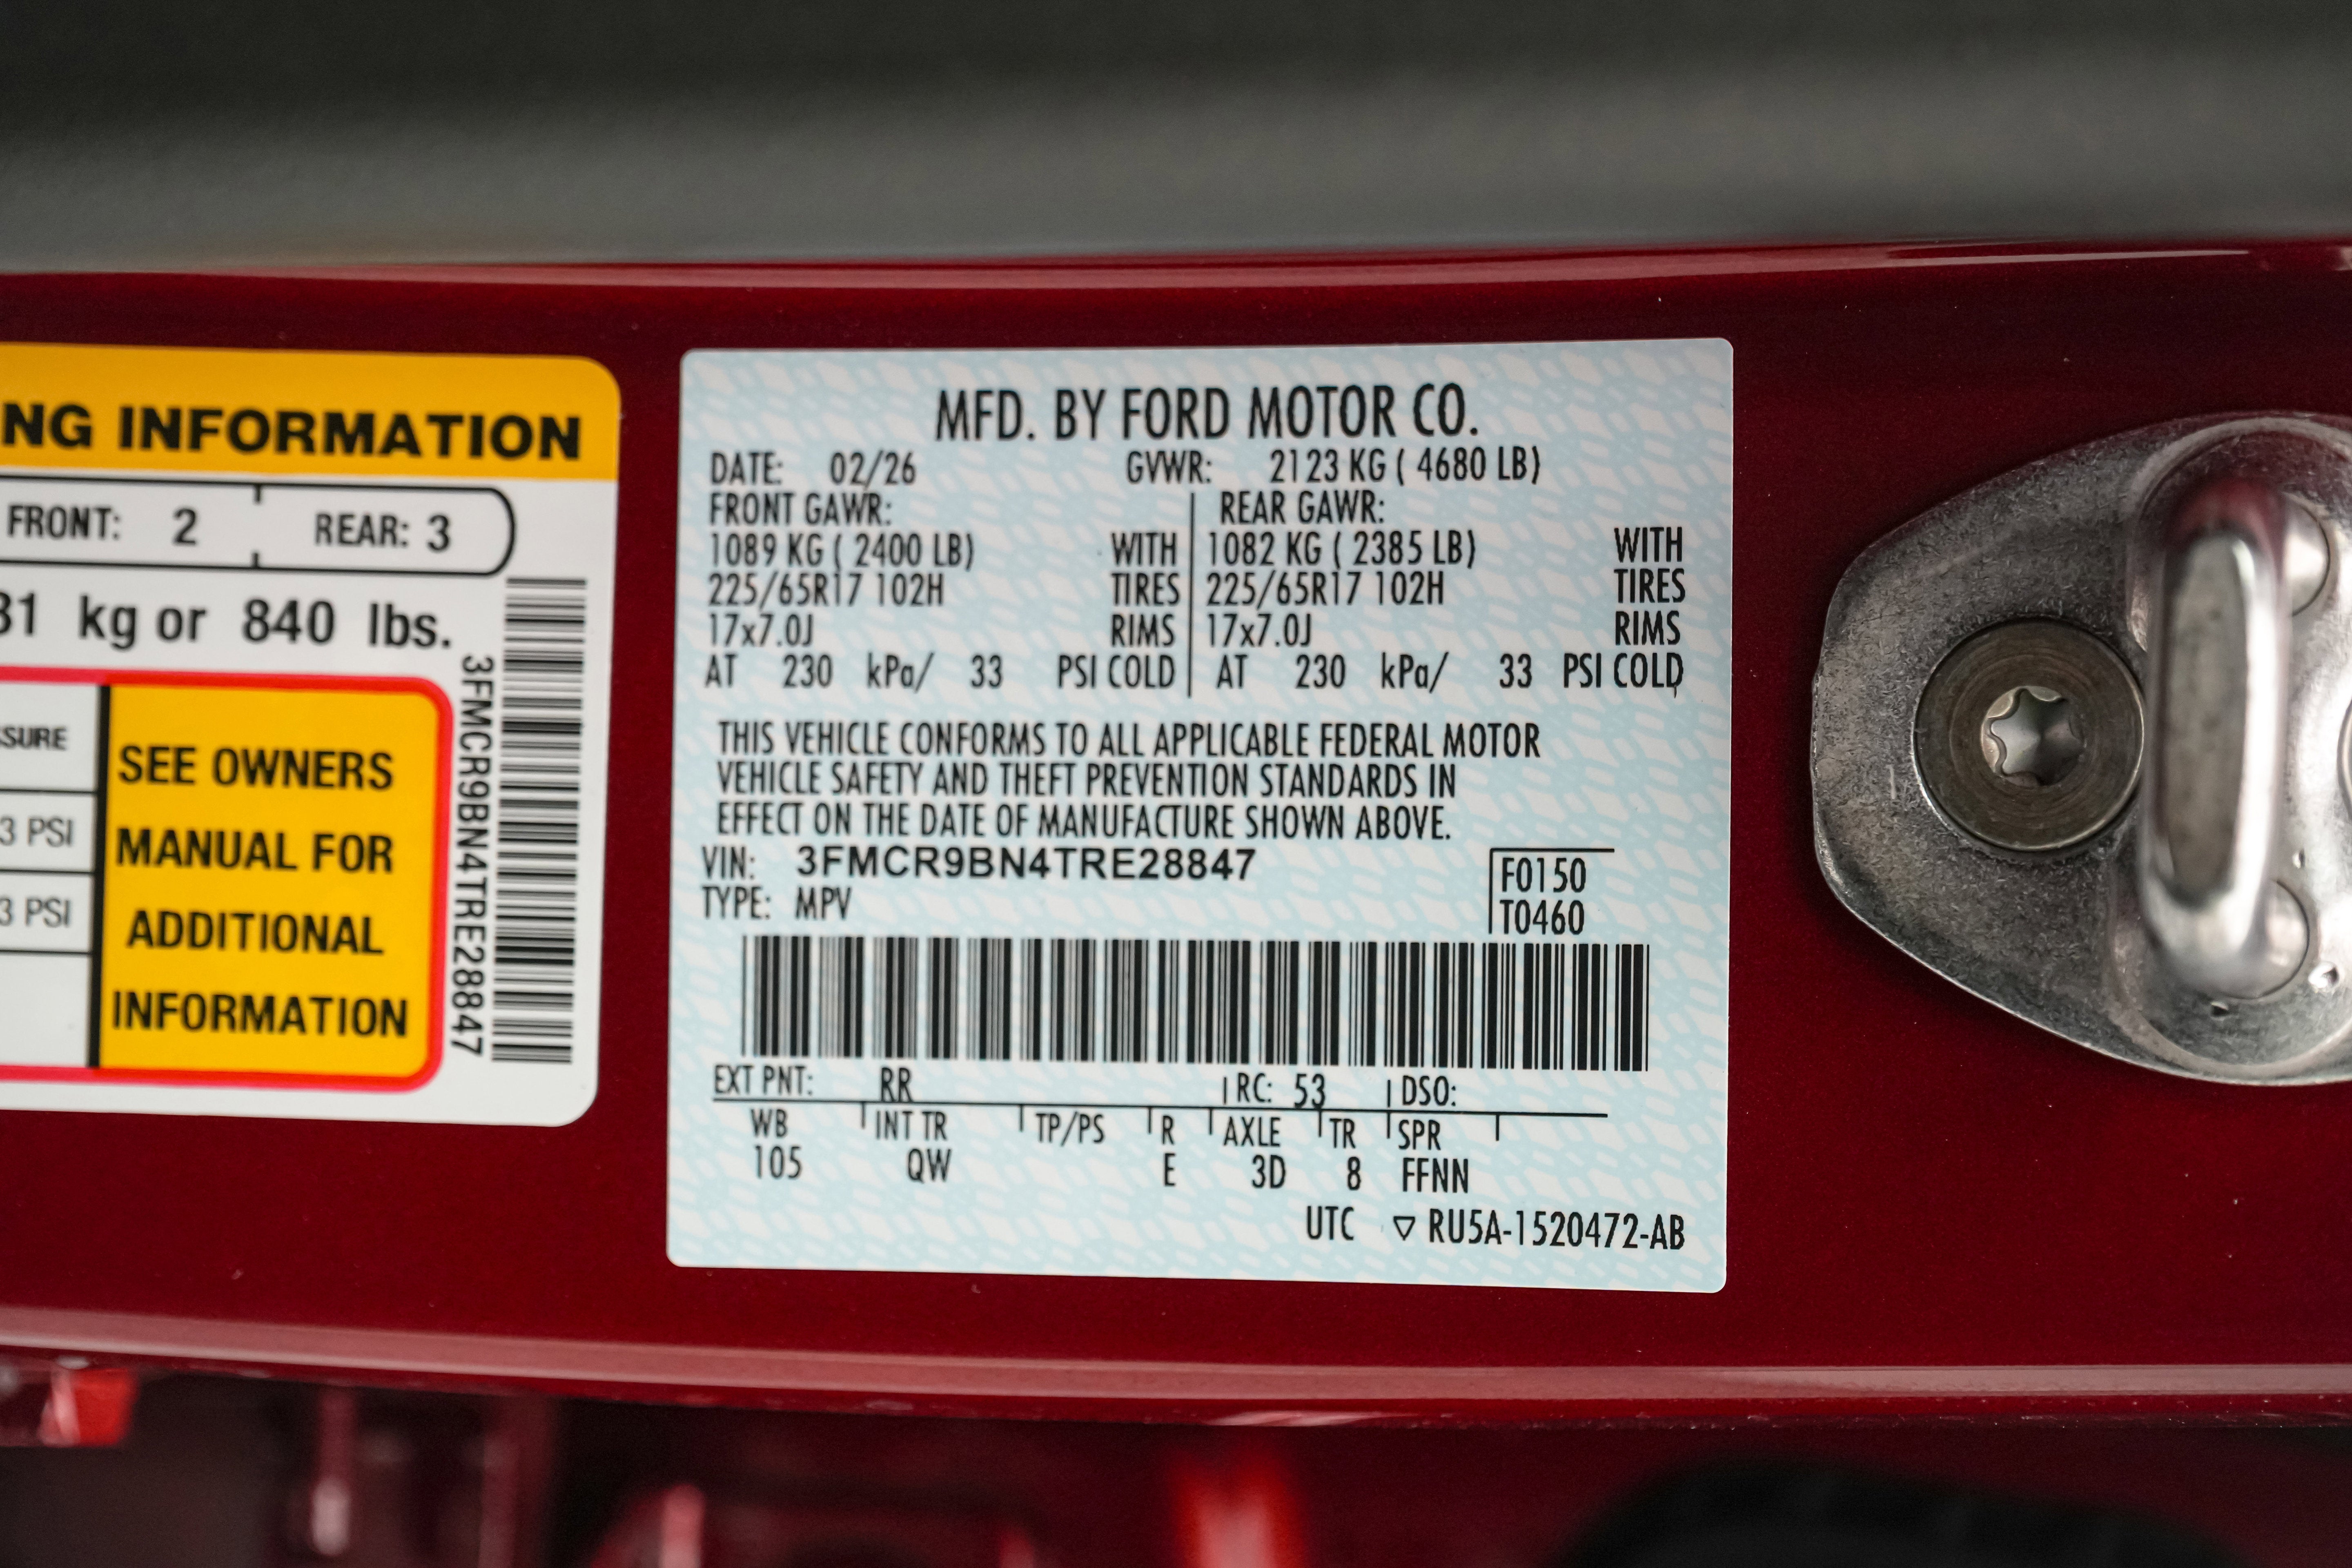 NG INFORMATION
FRONT: 2 REAR: 3
31 kg or 840 lbs.
SURE
3 PSI
3 PSI
SEE OWNERS
MANUAL FOR
ADDITIONAL
INFORMATION
3FMCR9BN4TRE28847
MFD. BY FORD MOTOR CO.
DATE: 02/26 GVWR: 2123 KG ( 4680 LB)
FRONT GAWR: REAR GAWR:
1089 KG ( 2400 LB) WITH 1082 KG ( 2385 LB) WITH
225/65R17 102H TIRES 225/65R17 102H TIRES
17x7.0J RIMS 17x7.0J RIMS
AT 230 kPa/ 33 PSI COLD AT 230 kPa/ 33 PSI COLD
THIS VEHICLE CONFORMS TO ALL APPLICABLE FEDERAL MOTOR
VEHICLE SAFETY AND THEFT PREVENTION STANDARDS IN
EFFECT ON THE DATE OF MANUFACTURE SHOWN ABOVE.
VIN: 3FMCR9BN4TRE28847 F0150
TYPE: MPV T0460
EXT PNT: RR RC: 53 DSO:
WB INT TR TP/PS R AXLE TR SPR
105 QW E 3D 8 FFNN
UTC ▽ RU5A-1520472-AB